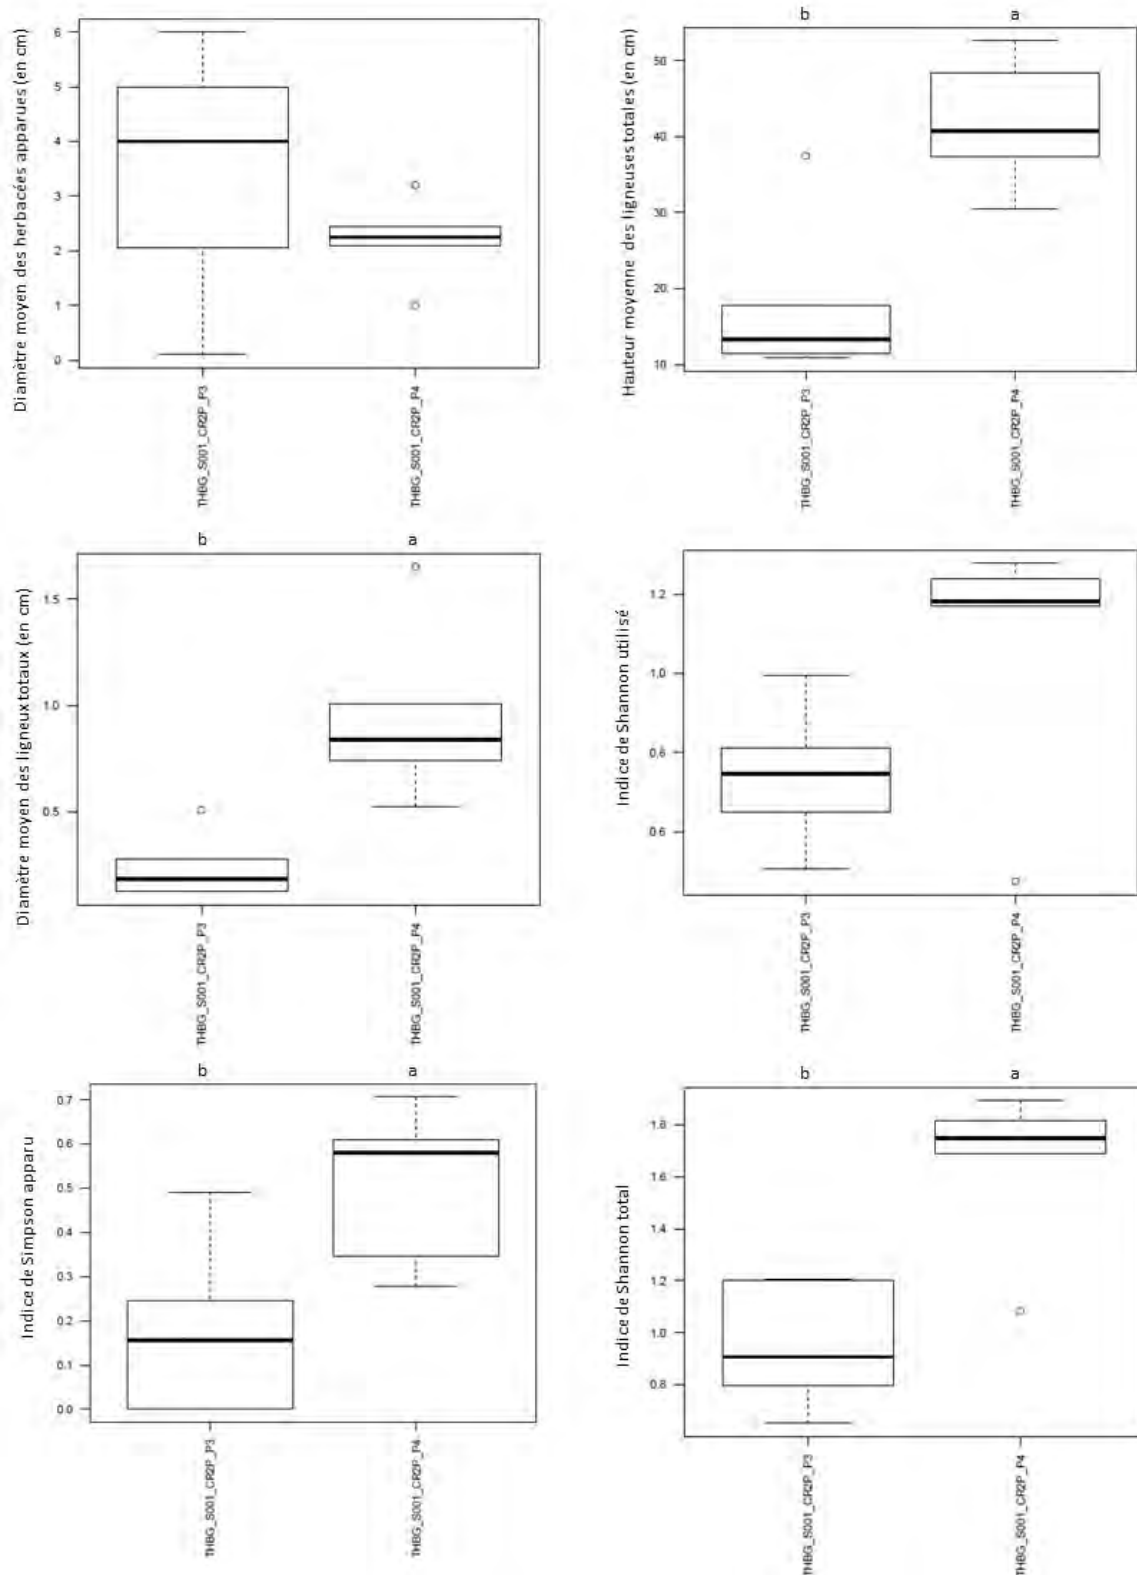 Diamètre moyen des herbacées apparues (en cm)
6
5
4
3
2
1
0
THBG_S001_CR2P_P3
THBG_S001_CR2P_P4
b
a
Hauteur moyenne des ligneuses totales (en cm)
50
40
30
20
10
THBG_S001_CR2P_P3
THBG_S001_CR2P_P4
b
a
Diamètre moyen des ligneux totaux (en cm)
1.5
1.0
0.5
THBG_S001_CR2P_P3
THBG_S001_CR2P_P4
Indice de Shannon utilisé
1.2
1.0
0.8
0.6
THBG_S001_CR2P_P3
THBG_S001_CR2P_P4
b
a
Indice de Simpson apparu
0.7
0.6
0.5
0.4
0.3
0.2
0.1
0.0
THBG_S001_CR2P_P3
THBG_S001_CR2P_P4
b
a
Indice de Shannon total
1.8
1.6
1.4
1.2
1.0
0.8
THBG_S001_CR2P_P3
THBG_S001_CR2P_P4